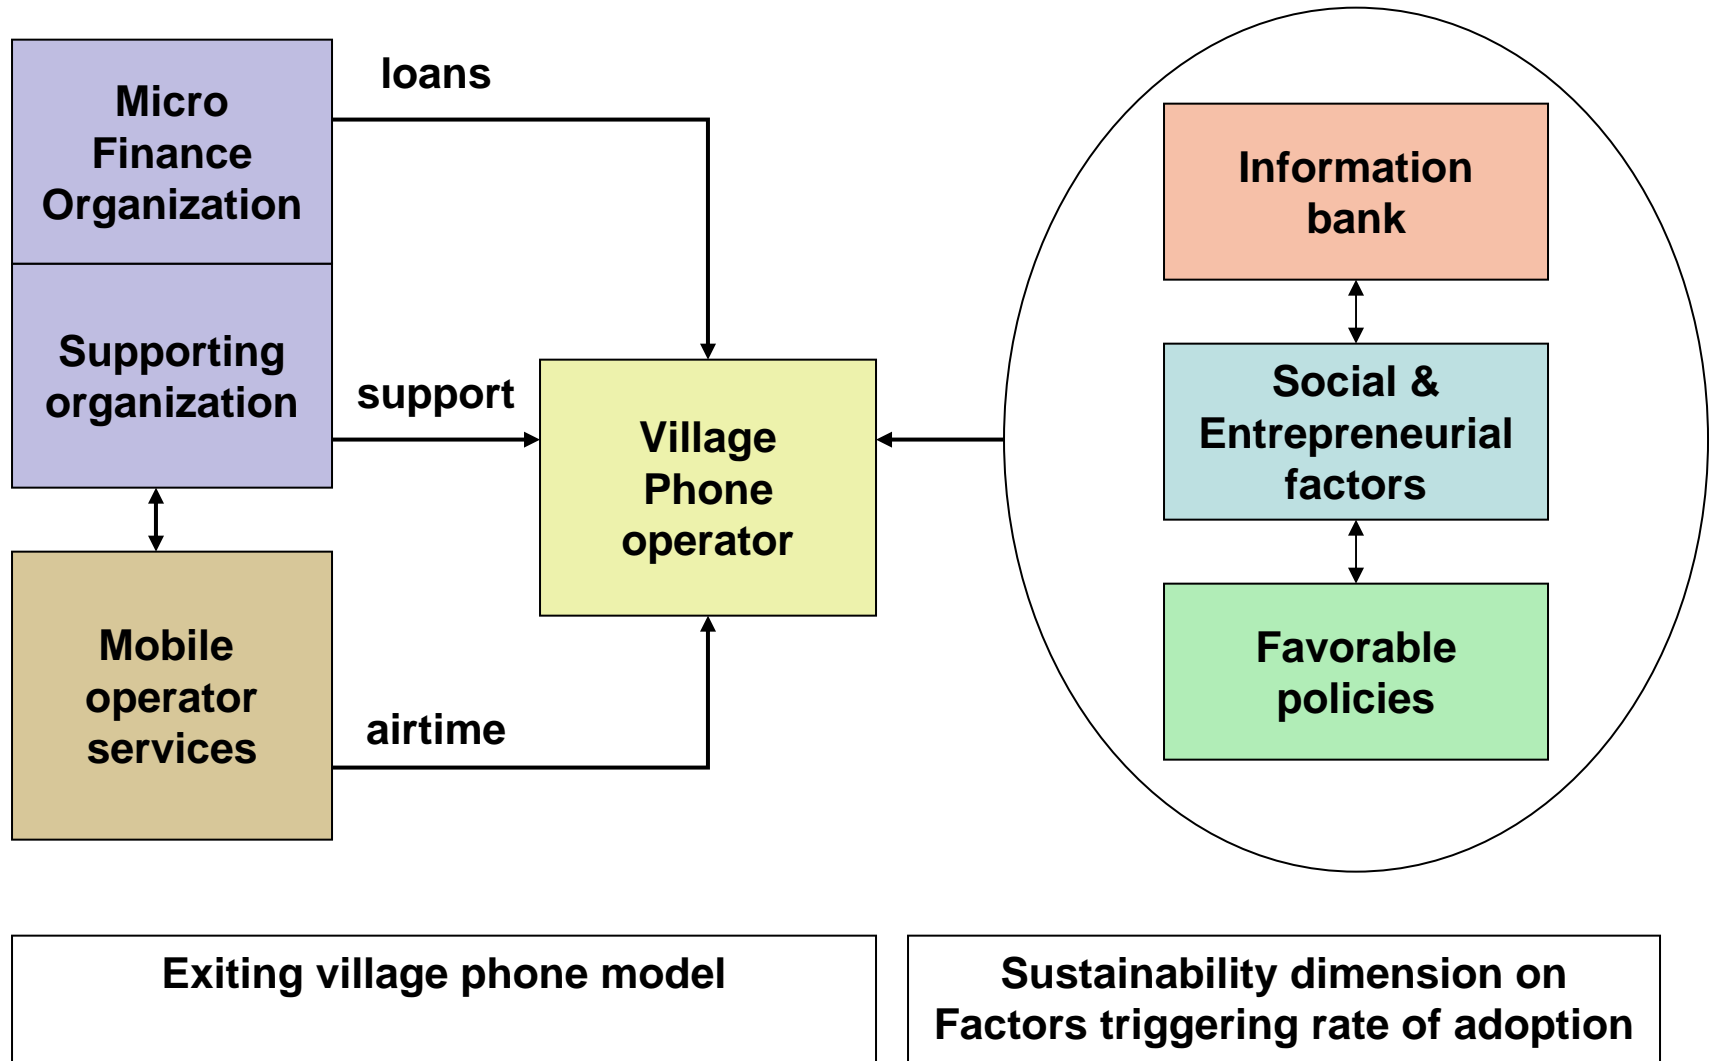 Micro
Finance
Organization
loans
Supporting
organization
support
Mobile
operator
services
airtime
Village
Phone
operator
Information
bank
Social &
Entrepreneurial
factors
Favorable
policies
Exiting village phone model
Sustainability dimension on
Factors triggering rate of adoption